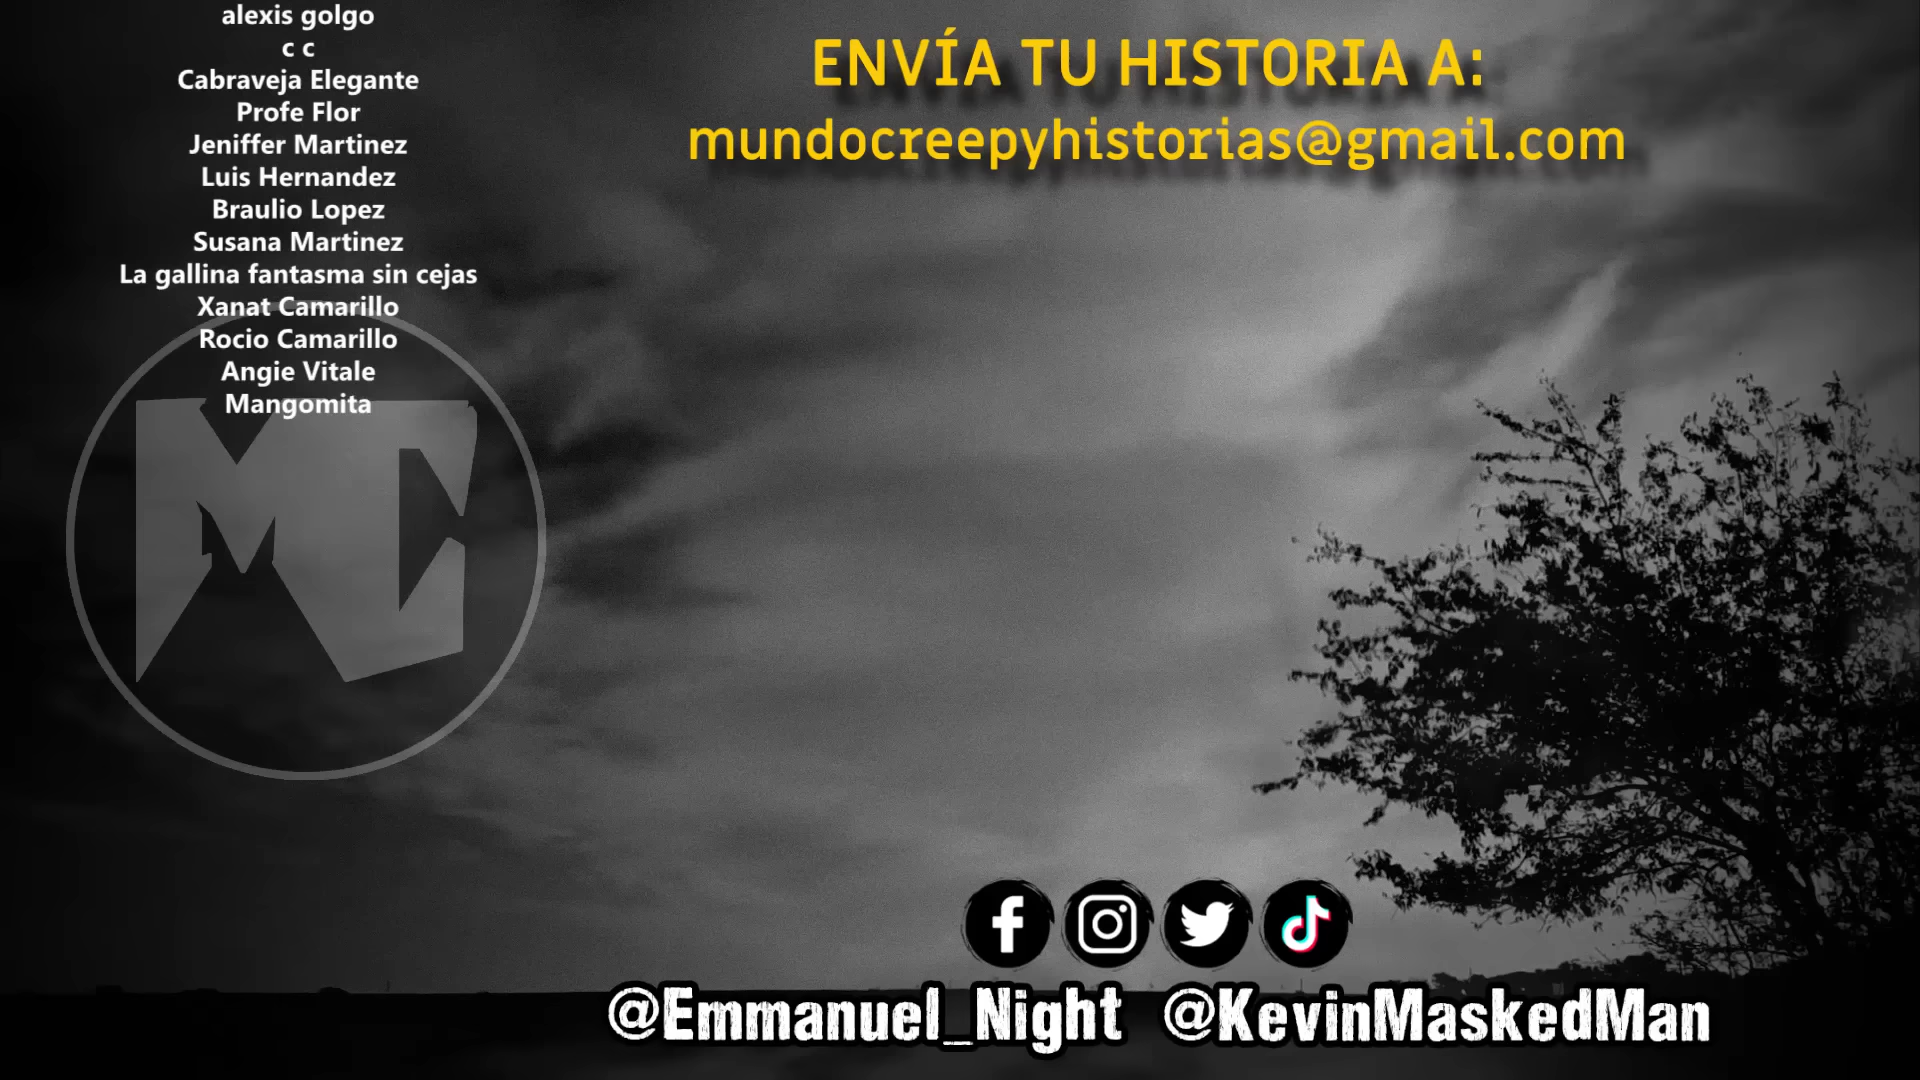 alexis golgo
c c
Cabraveja Elegante
Profe Flor
Jeniffer Martinez
Luis Hernandez
Braulio Lopez
Susana Martinez
La gallina fantasma sin cejas
Xanat Camarillo
Rocio Camarillo
Angie Vitale
Mangomita
MC
ENVÍA TU HISTORIA A:
mundocreepyhistorias@gmail.com
@Emmanuel_Night @KevinMaskedMan